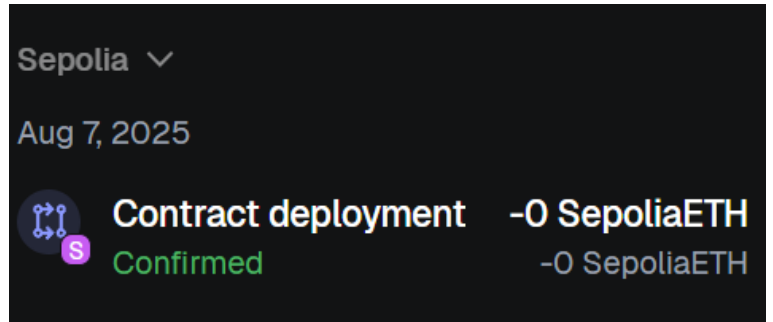 Sepolia
Aug 7, 2025
Contract deployment -0 SepoliaETH
S
Confirmed -0 SepoliaETH